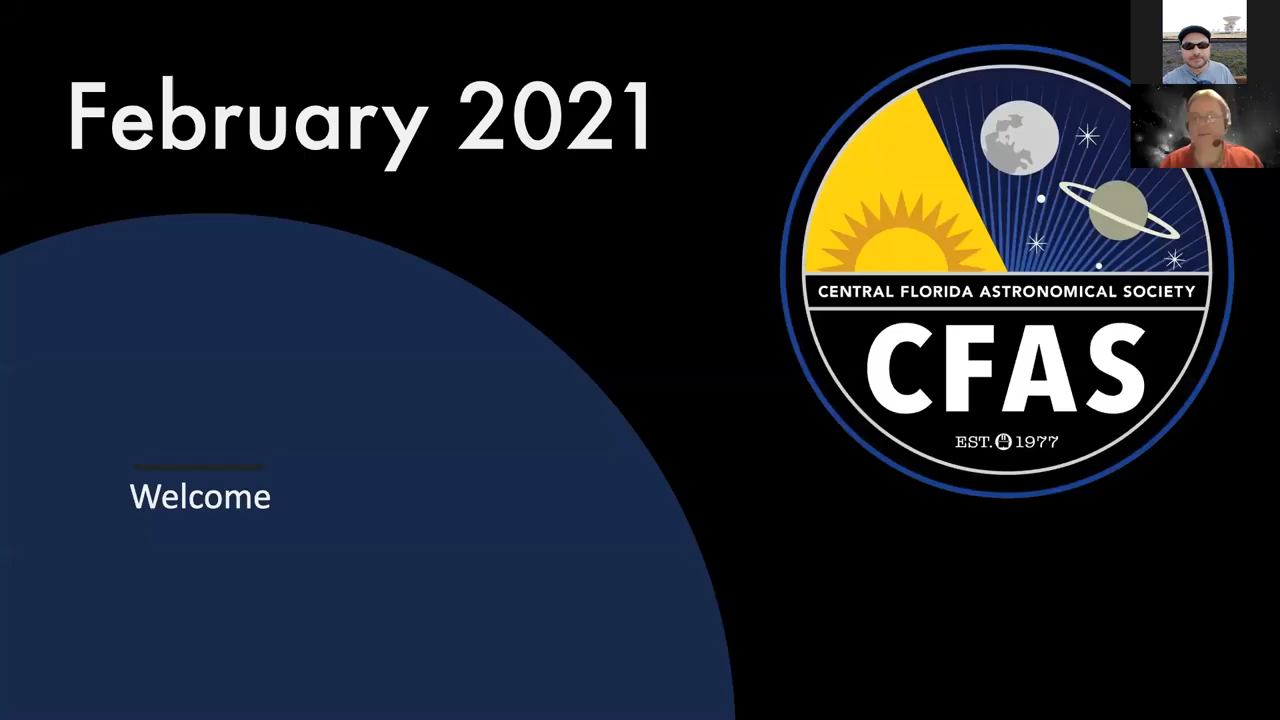 February 2021
CENTRAL FLORIDA ASTRONOMICAL SOCIETY
CFAS
EST. 1977
Welcome